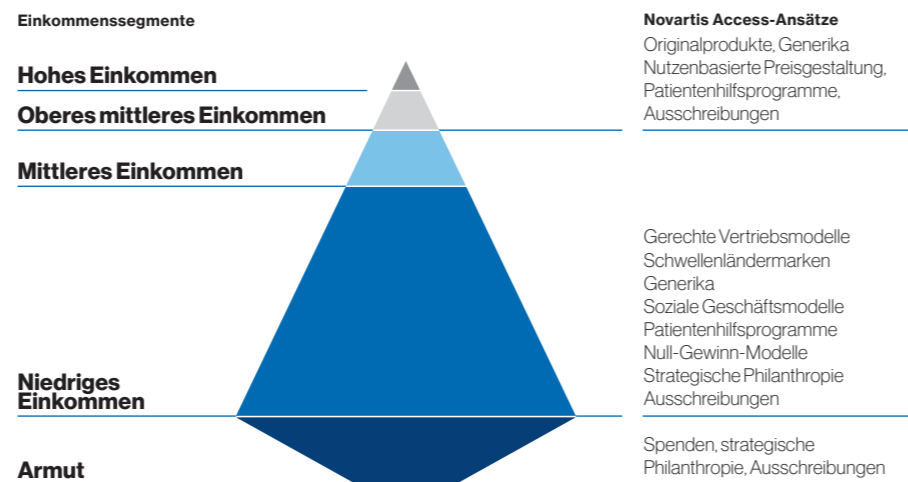 Einkommenssegmente
Hohes Einkommen
Oberes mittleres Einkommen
Mittleres Einkommen
Niedriges
Einkommen
Armut
Novartis Access-Ansätze
Originalprodukte, Generika
Nutzenbasierte Preisgestaltung,
Patientenhilfsprogramme,
Ausschreibungen
Gerechte Vertriebsmodelle
Schwellenländermarken
Generika
Soziale Geschäftsmodelle
Patientenhilfsprogramme
Null-Gewinn-Modelle
Strategische Philanthropie
Ausschreibungen
Spenden, strategische
Philanthropie, Ausschreibungen